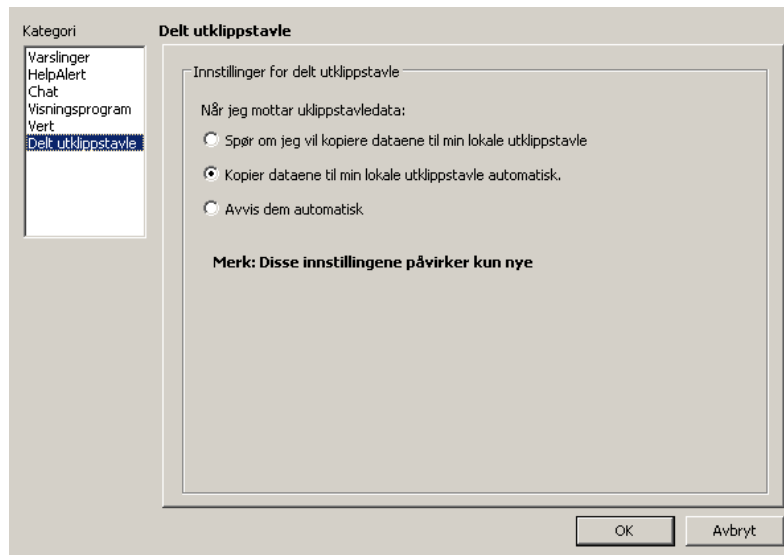 Kategori
Varslinger
HelpAlert
Chat
Visningsprogram
Vert
Delt utklippstavle
Delt utklippstavle
Innstillinger for delt utklippstavle
Når jeg mottar uklippstavledata:
Spør om jeg vil kopiere dataene til min lokale utklippstavle
Kopier dataene til min lokale utklippstavle automatisk.
Avvis dem automatisk
Merk: Disse innstillingene påvirker kun nye
OK
Avbryt